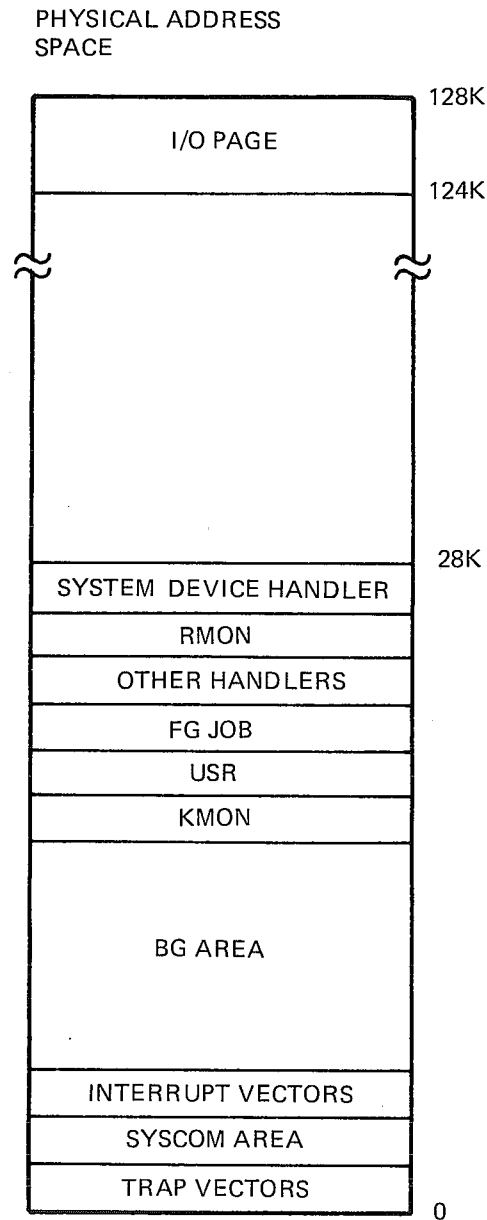 PHYSICAL ADDRESS
SPACE
128K
I/O PAGE
124K
28K
SYSTEM DEVICE HANDLER
RMON
OTHER HANDLERS
FG JOB
USR
KMON
BG AREA
INTERRUPT VECTORS
SYSCOM AREA
TRAP VECTORS
0